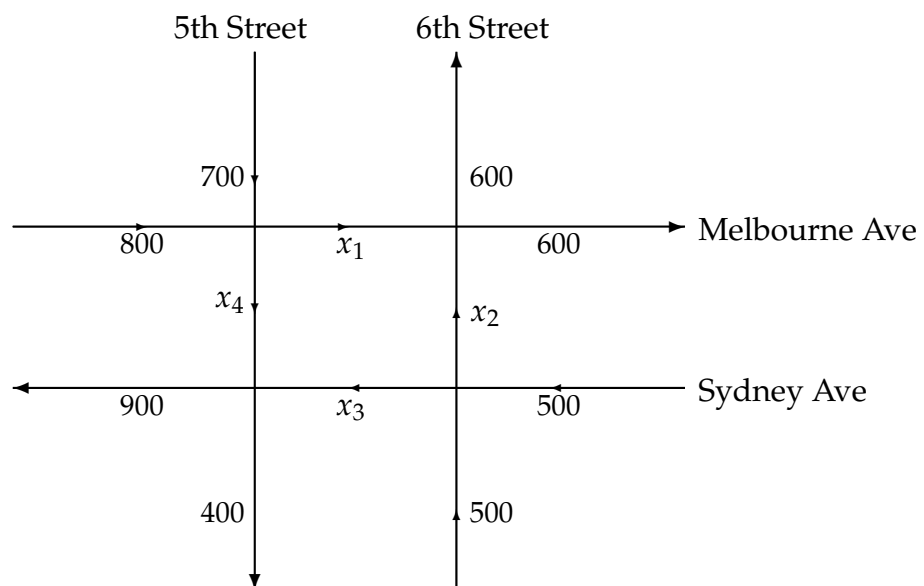 5th Street 6th Street
700 600
800 x₁ 600 Melbourne Ave
x₄ x₂
900 x₃ 500 Sydney Ave
400 500